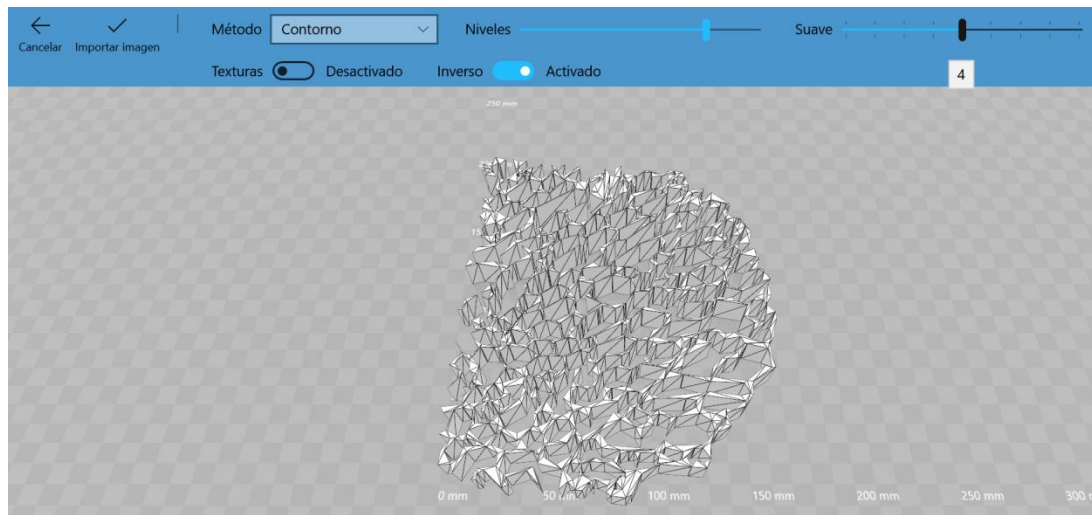 Cancelar
Importar imagen
Método
Contorno
Niveles
Suave
Texturas
Desactivado
Inverso
Activado
4
250 mm
0 mm
100 mm
150 mm
200 mm
250 mm